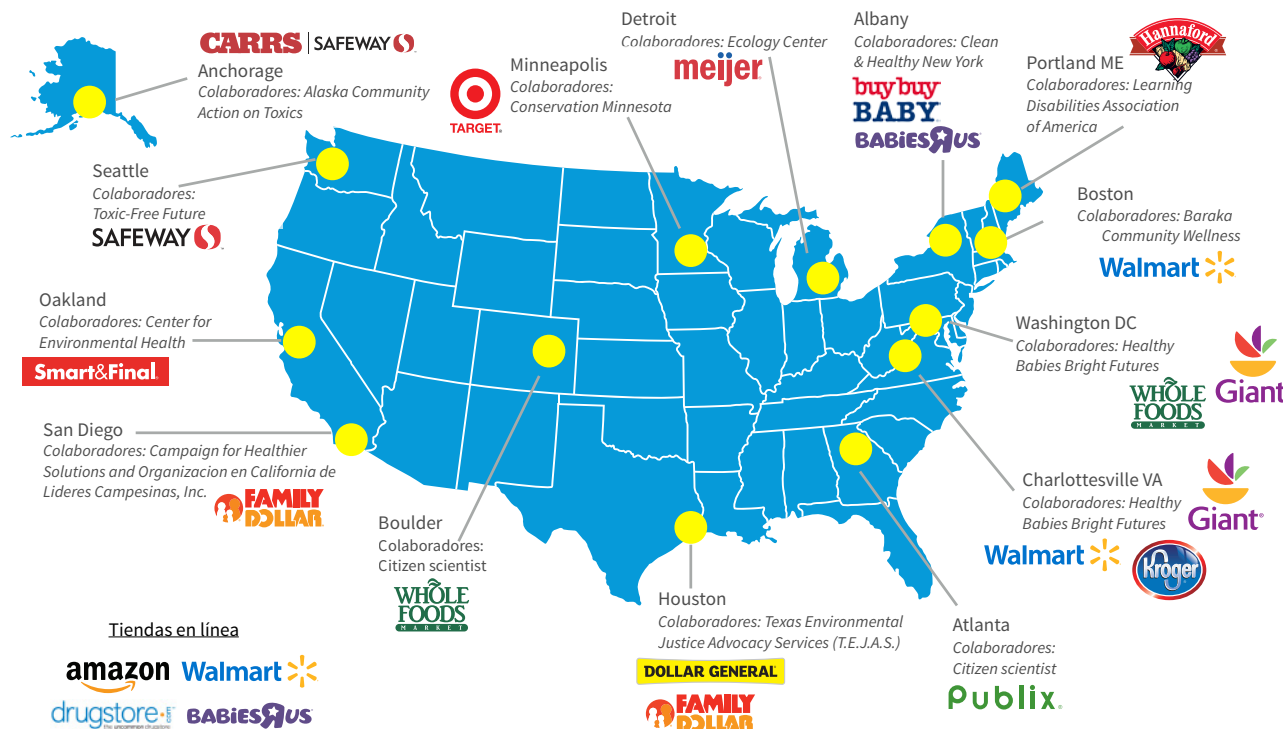 CARRS | SAFEWAY
Anchorage
Colaboradores: Alaska Community
Action on Toxics
TARGET
Minneapolis
Colaboradores:
Conservation Minnesota
Detroit
Colaboradores: Ecology Center
meijer
Albany
Colaboradores: Clean
& Healthy New York
buybuy
BABY
BABIESRUS
Hannaford
Portland ME
Colaboradores: Learning
Disabilities Association
of America
Seattle
Colaboradores:
Toxic-Free Future
SAFEWAY
Boston
Colaboradores: Baraka
Community Wellness
Walmart
Oakland
Colaboradores: Center for
Environmental Health
Smart&Final
Washington DC
Colaboradores: Healthy
Babies Bright Futures
WHOLE
FOODS
MARKET
Giant
San Diego
Colaboradores: Campaign for Healthier
Solutions and Organizacion en California de
Lideres Campesinas, Inc.
FAMILY
DOLLAR
Charlottesville VA
Colaboradores: Healthy
Babies Bright Futures
Giant
Walmart
Kroger
Boulder
Colaboradores:
Citizen scientist
WHOLE
FOODS
MARKET
Houston
Colaboradores: Texas Environmental
Justice Advocacy Services (T.E.J.A.S.)
DOLLAR GENERAL
FAMILY
DOLLAR
Atlanta
Colaboradores:
Citizen scientist
Publix
Tiendas en línea
amazon
Walmart
drugstore.com
the uncommon drugstore
BABIESRUS